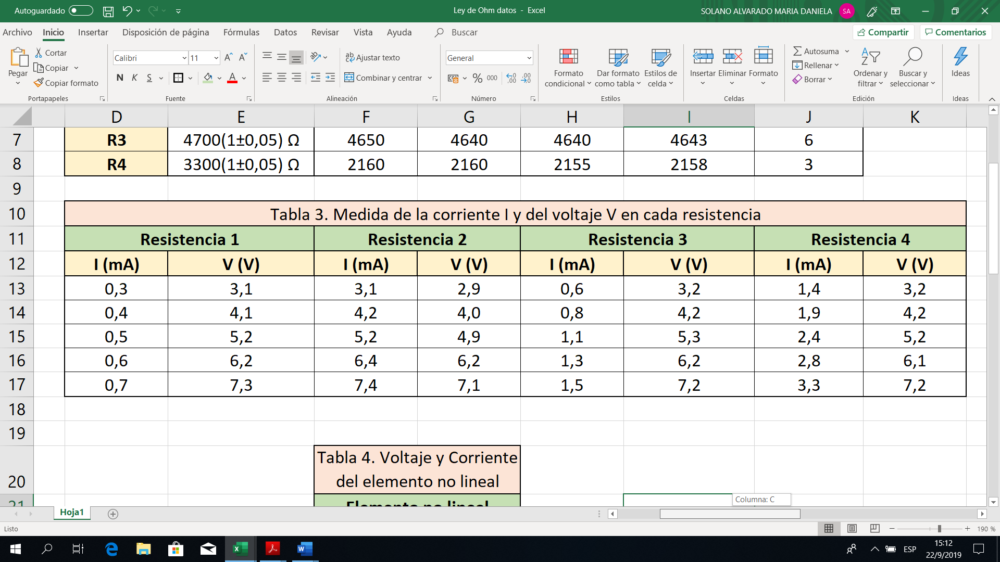 Autoguardado
Ley de Ohm datos - Excel
SOLANO ALVARADO MARIA DANIELA
SA
Archivo Inicio Insertar Disposición de página Fórmulas Datos Revisar Vista Ayuda Buscar
Compartir Comentarios
Pegar
Cortar
Copiar
Copiar formato
Portapapeles
Calibri 11
N K S
Fuente
Ajustar texto
Combinar y centrar
Alineación
General
% 000
Número
Formato condicional
Dar formato como tabla
Estilos de celda
Estilos
Insertar Eliminar Formato
Celdas
Autosuma
Rellenar
Borrar
Ordenar y filtrar
Buscar y seleccionar
Edición
Ideas
Ideas
D E F G H I J K
7 R3 4700(1±0,05) Ω 4650 4640 4640 4643 6
8 R4 3300(1±0,05) Ω 2160 2160 2155 2158 3
9
10 Tabla 3. Medida de la corriente I y del voltaje V en cada resistencia
11 Resistencia 1 Resistencia 2 Resistencia 3 Resistencia 4
12 I (mA) V (V) I (mA) V (V) I (mA) V (V) I (mA) V (V)
13 0,3 3,1 3,1 2,9 0,6 3,2 1,4 3,2
14 0,4 4,1 4,2 4,0 0,8 4,2 1,9 4,2
15 0,5 5,2 5,2 4,9 1,1 5,3 2,4 5,2
16 0,6 6,2 6,4 6,2 1,3 6,2 2,8 6,1
17 0,7 7,3 7,4 7,1 1,5 7,2 3,3 7,2
18
19
20 Tabla 4. Voltaje y Corriente
del elemento no lineal
21 Elemento no lineal
Columna: C
Hoja1
Listo
190 %
ESP
15:12
22/9/2019